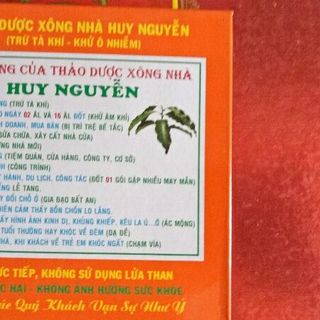 DƯỢC XÔNG NHÀ HUY NGUYỄN
(TRỪ TÀ KHÍ - KHỬ Ô NHIỄM)
NG CỦA THẢO DƯỢC XÔNG NHÀ
HUY NGUYỄN
(TRỪ TÀ KHÍ)
NGÀY 02 ÂL VÀ 16 ÂL ĐỐT (KHỬ ÂM KHÍ)
DOANH, MUA BÁN (BỊ TRÌ TRỆ BẾ TẮC)
SỬA CHỮA, XÂY CẤT NHÀ CỬA)
NHÀ MỚI)
(TIỆM QUÁN, CỬA HÀNG, CÔNG TY, CƠ SỞ)
(CÔNG TRÌNH)
HÀNH, DU LỊCH, CÔNG TÁC (ĐỐT 01 GÓI GẶP NHIỀU MAY MẮN)
LỄ TANG.
ĐỔI CHỖ Ở (GIA ĐẠO BẤT AN)
CẢM THẤY BỒN CHỒN LO LẮNG.
THẤY HÌNH ẢNH KINH DỊ, KHỦNG KHIẾP, KÊU LA Ú...Ớ (ÁC MỘNG)
TUỔI THƯỜNG HAY KHÓC VỀ ĐÊM (DẠ ĐỀ)
KHI KHÁCH VỀ TRẺ EM KHÓC NGẤT (CHẠM VÍA)
TIẾP, KHÔNG SỬ DỤNG LỬA THAN
HẠI - KHÔNG ẢNH HƯỞNG SỨC KHỎE
Quý Khách Vạn Sự Như Ý